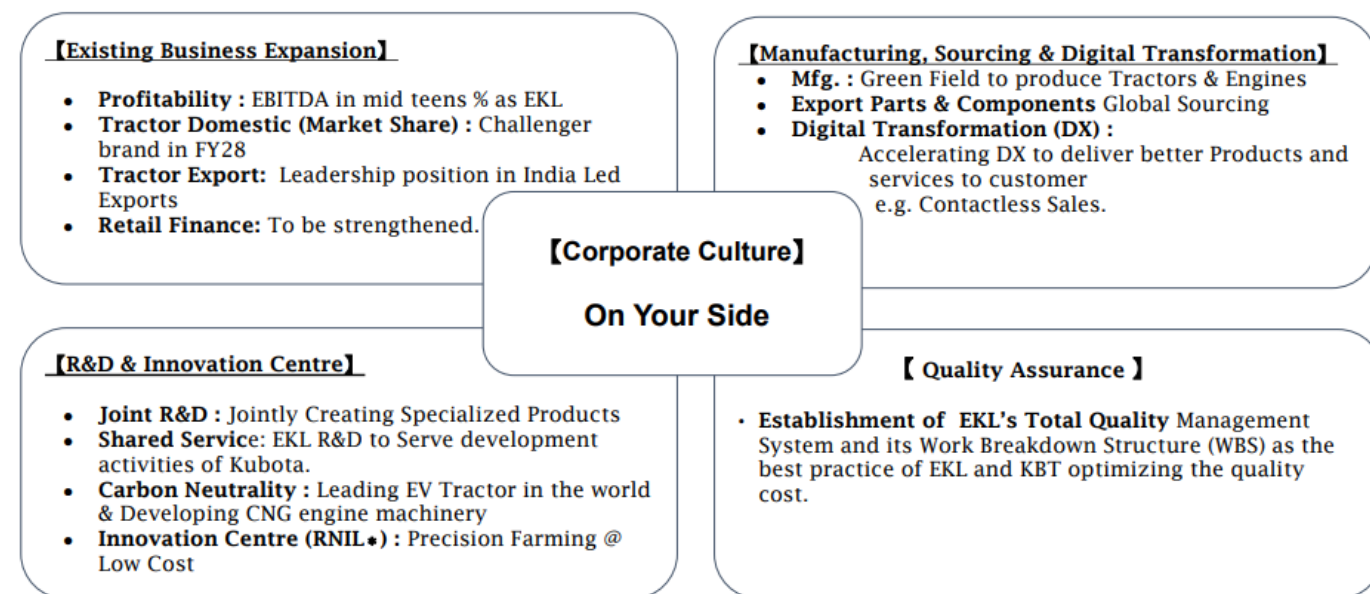 【Existing Business Expansion】
• Profitability : EBITDA in mid teens % as EKL
• Tractor Domestic (Market Share) : Challenger
brand in FY28
• Tractor Export: Leadership position in India Led
Exports
• Retail Finance: To be strengthened.
【Manufacturing, Sourcing & Digital Transformation】
• Mfg. : Green Field to produce Tractors & Engines
• Export Parts & Components Global Sourcing
• Digital Transformation (DX) :
Accelerating DX to deliver better Products and
services to customer
e.g. Contactless Sales.
【Corporate Culture】
On Your Side
【R&D & Innovation Centre】
• Joint R&D : Jointly Creating Specialized Products
• Shared Service: EKL R&D to Serve development
activities of Kubota.
• Carbon Neutrality : Leading EV Tractor in the world
& Developing CNG engine machinery
• Innovation Centre (RNIL*) : Precision Farming @
Low Cost
【 Quality Assurance 】
• Establishment of EKL's Total Quality Management
System and its Work Breakdown Structure (WBS) as the
best practice of EKL and KBT optimizing the quality
cost.